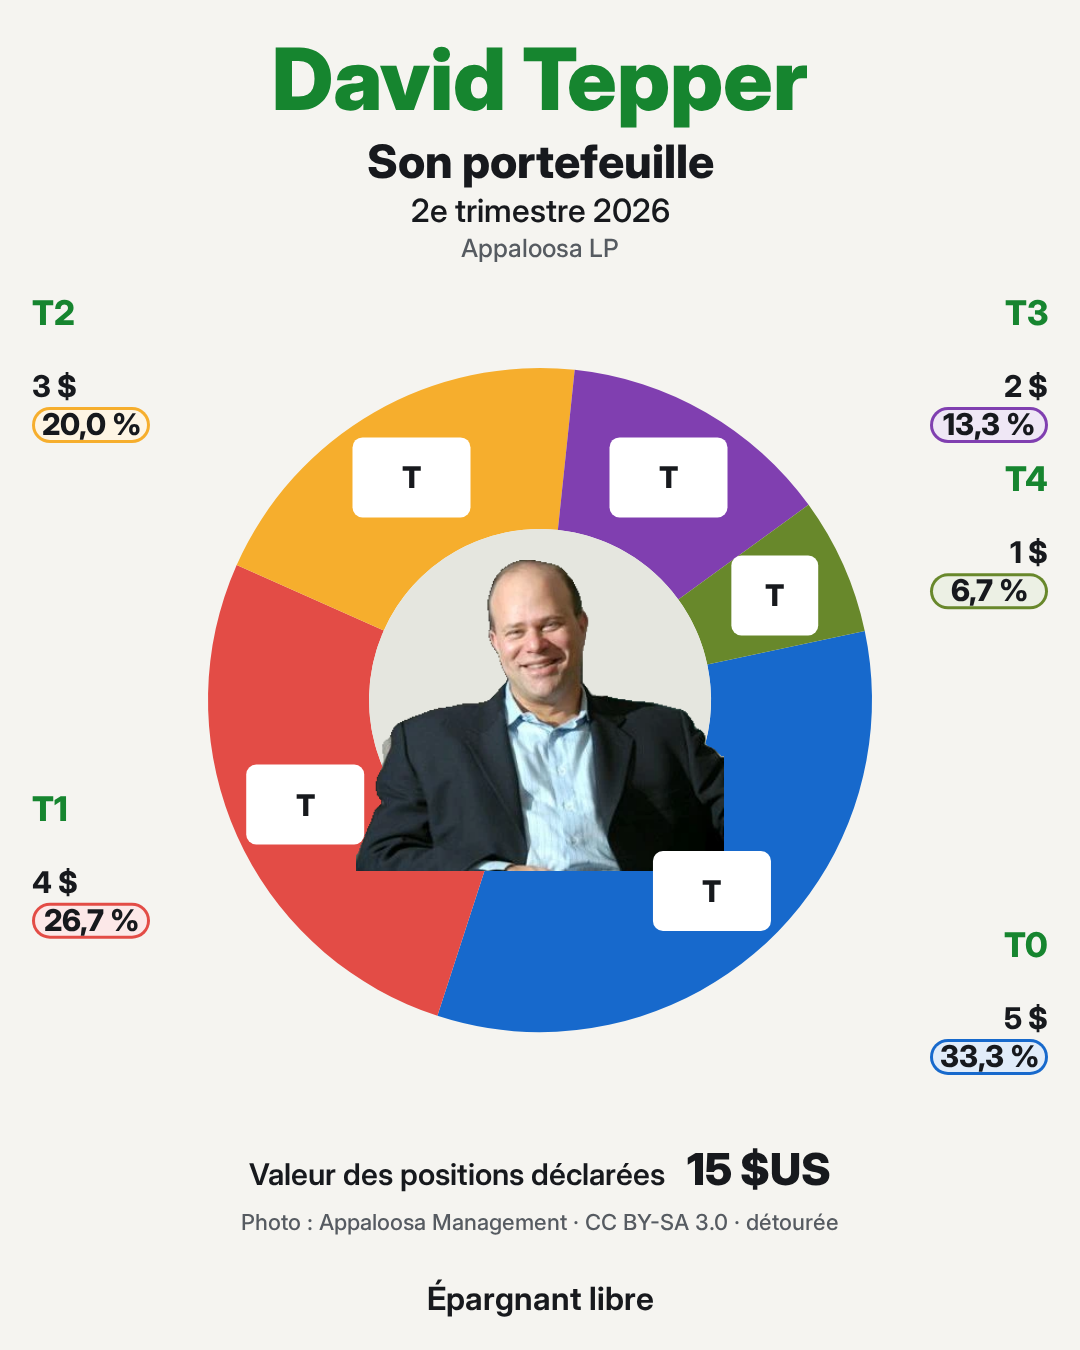 David Tepper
Son portefeuille
2e trimestre 2026
Appaloosa LP
T2
3 $
20,0 %
T3
2 $
13,3 %
T4
1 $
6,7 %
T
T
T
T
T
T1
4 $
26,7 %
T0
5 $
33,3 %
Valeur des positions déclarées 15 $US
Photo : Appaloosa Management · CC BY-SA 3.0 · détourée
Épargnant libre